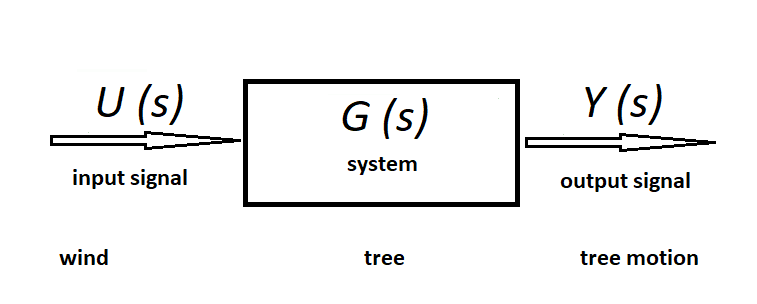 U (s)
G (s)
Y (s)
input signal
system
output signal
wind
tree
tree motion